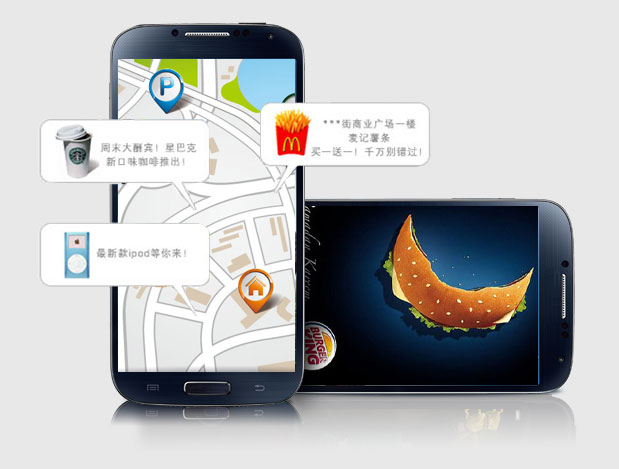 P
周末大酬宾！星巴克
新口味咖啡推出！
***街商业广场一楼
麦记薯条
买一送一！千万别错过！
最新款ipod等你来！
BURGER
KING